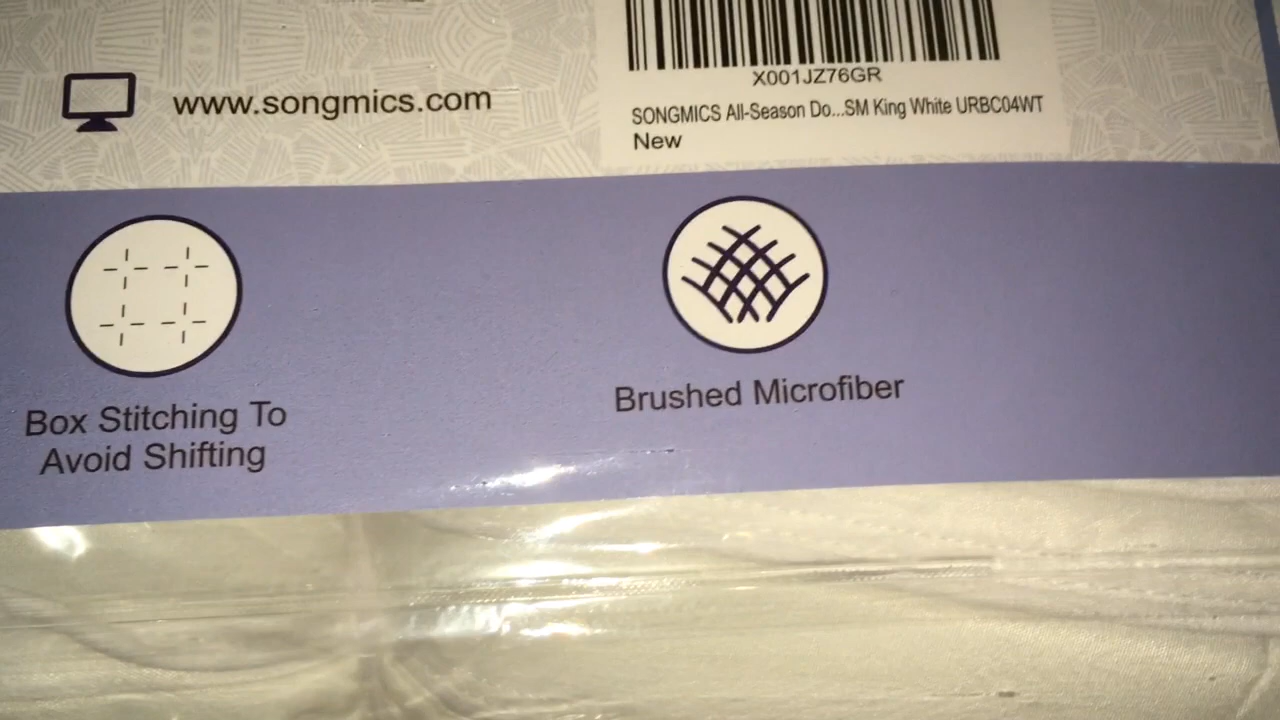 X001JZ76GR
www.songmics.com
SONGMICS All-Season Do...SM King White URBC04WT
New
Box Stitching To
Avoid Shifting
Brushed Microfiber